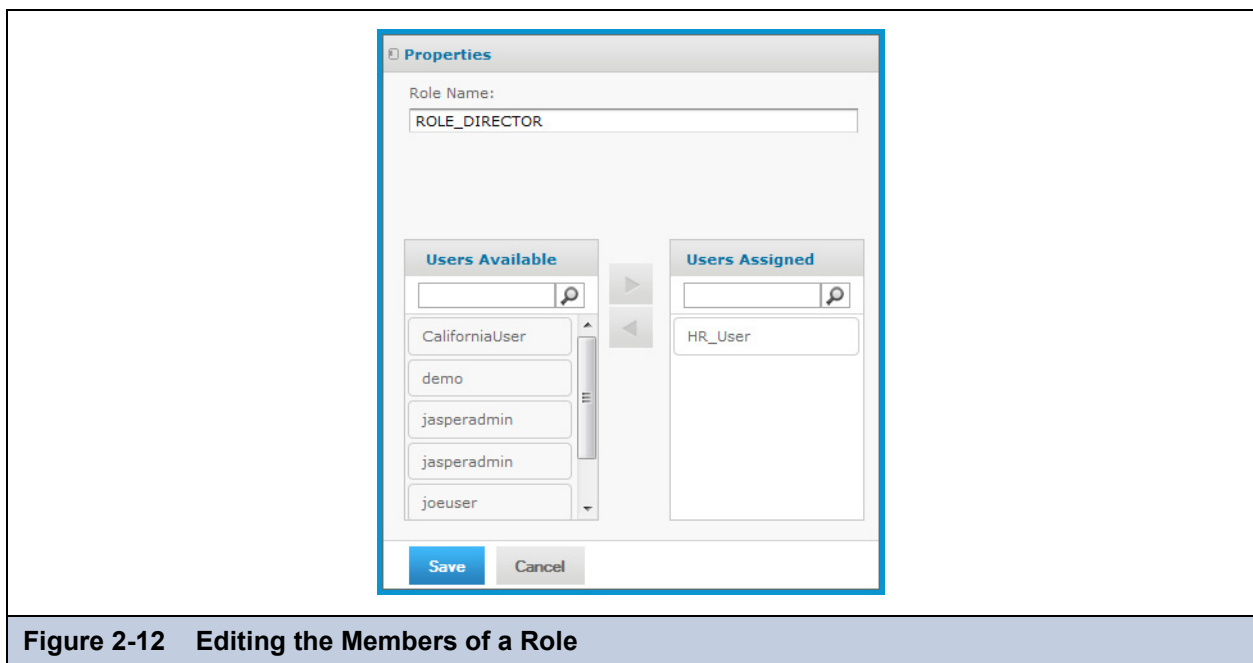 Properties
Role Name:
ROLE_DIRECTOR
Users Available
Users Assigned
CaliforniaUser
demo
jasperadmin
jasperadmin
joeuser
HR_User
Save
Cancel
Figure 2-12 Editing the Members of a Role